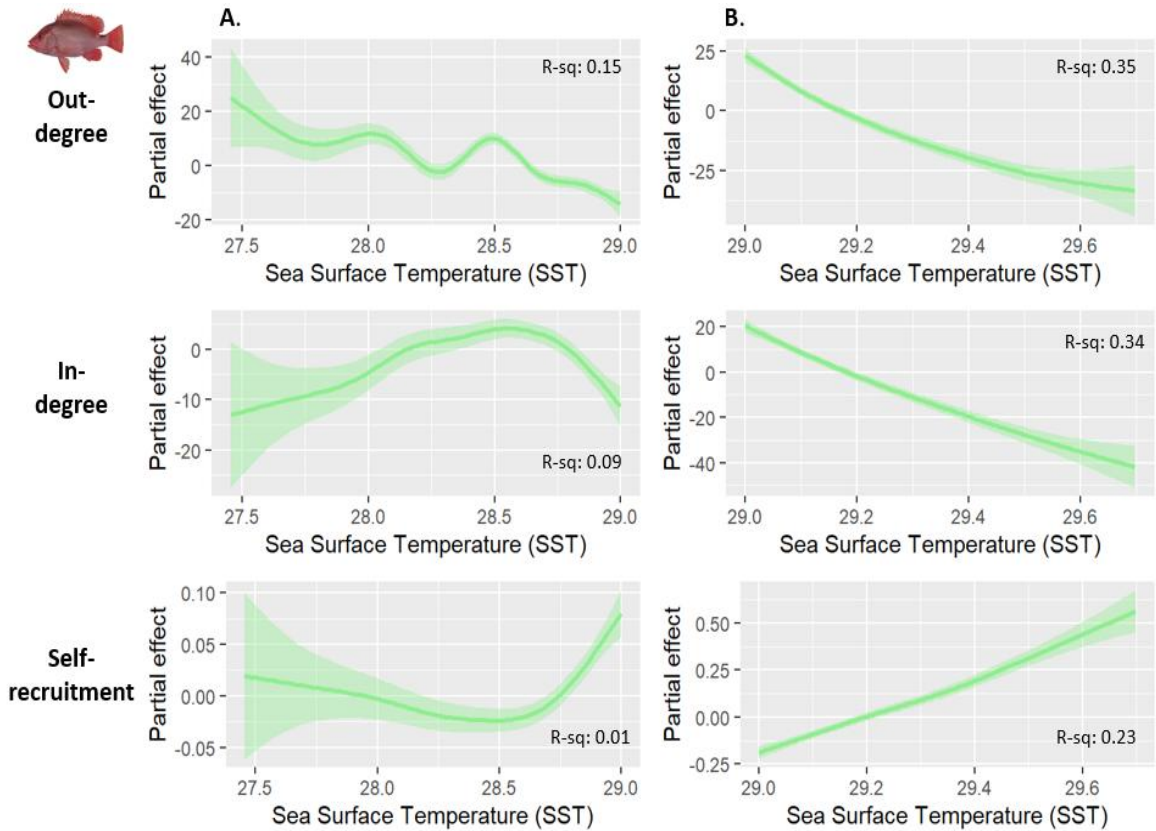 A.
B.
Out-
degree
40
20
0
-20
R-sq: 0.15
Partial effect
27.5
28.0
28.5
29.0
Sea Surface Temperature (SST)
25
0
-25
R-sq: 0.35
Partial effect
29.0
29.2
29.4
29.6
Sea Surface Temperature (SST)
In-
degree
0
-10
-20
R-sq: 0.09
Partial effect
27.5
28.0
28.5
29.0
Sea Surface Temperature (SST)
20
0
-20
-40
R-sq: 0.34
Partial effect
29.0
29.2
29.4
29.6
Sea Surface Temperature (SST)
Self-
recruitment
0.10
0.05
0.00
-0.05
R-sq: 0.01
Partial effect
27.5
28.0
28.5
29.0
Sea Surface Temperature (SST)
0.50
0.25
0.00
-0.25
R-sq: 0.23
Partial effect
29.0
29.2
29.4
29.6
Sea Surface Temperature (SST)